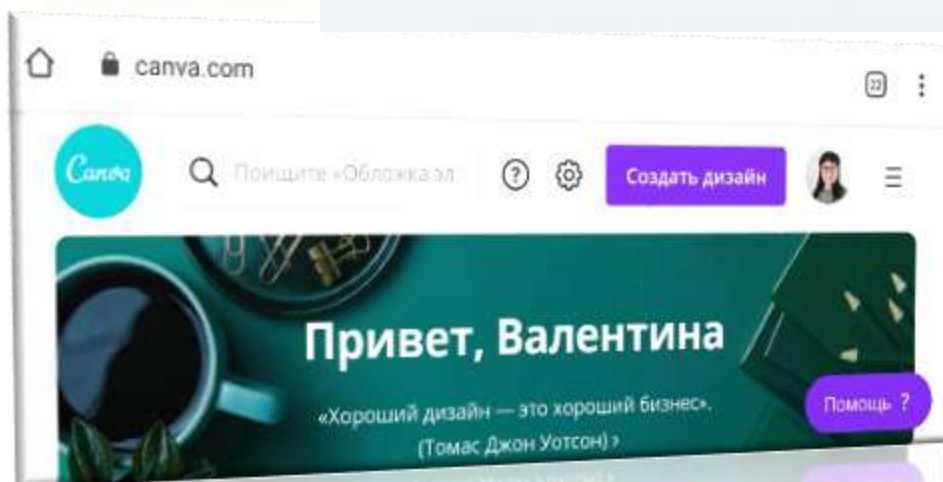 canva.com
22
Canva
Поищите «Обложка эл
?
Создать дизайн
Привет, Валентина
«Хороший дизайн — это хороший бизнес».
(Томас Джон Уотсон) ›
Помощь ?